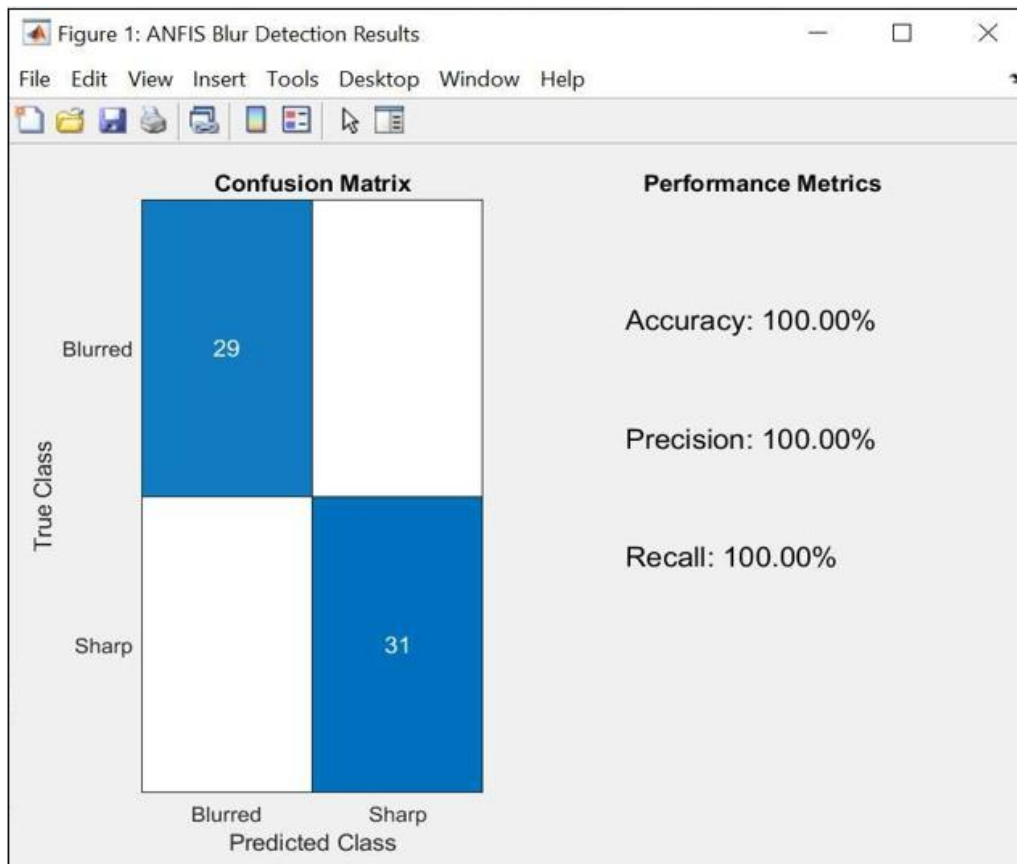 Figure 1: ANFIS Blur Detection Results
File Edit View Insert Tools Desktop Window Help
Confusion Matrix
Performance Metrics
Blurred
29
Accuracy: 100.00%
Precision: 100.00%
True Class
Recall: 100.00%
Sharp
31
Blurred Sharp
Predicted Class